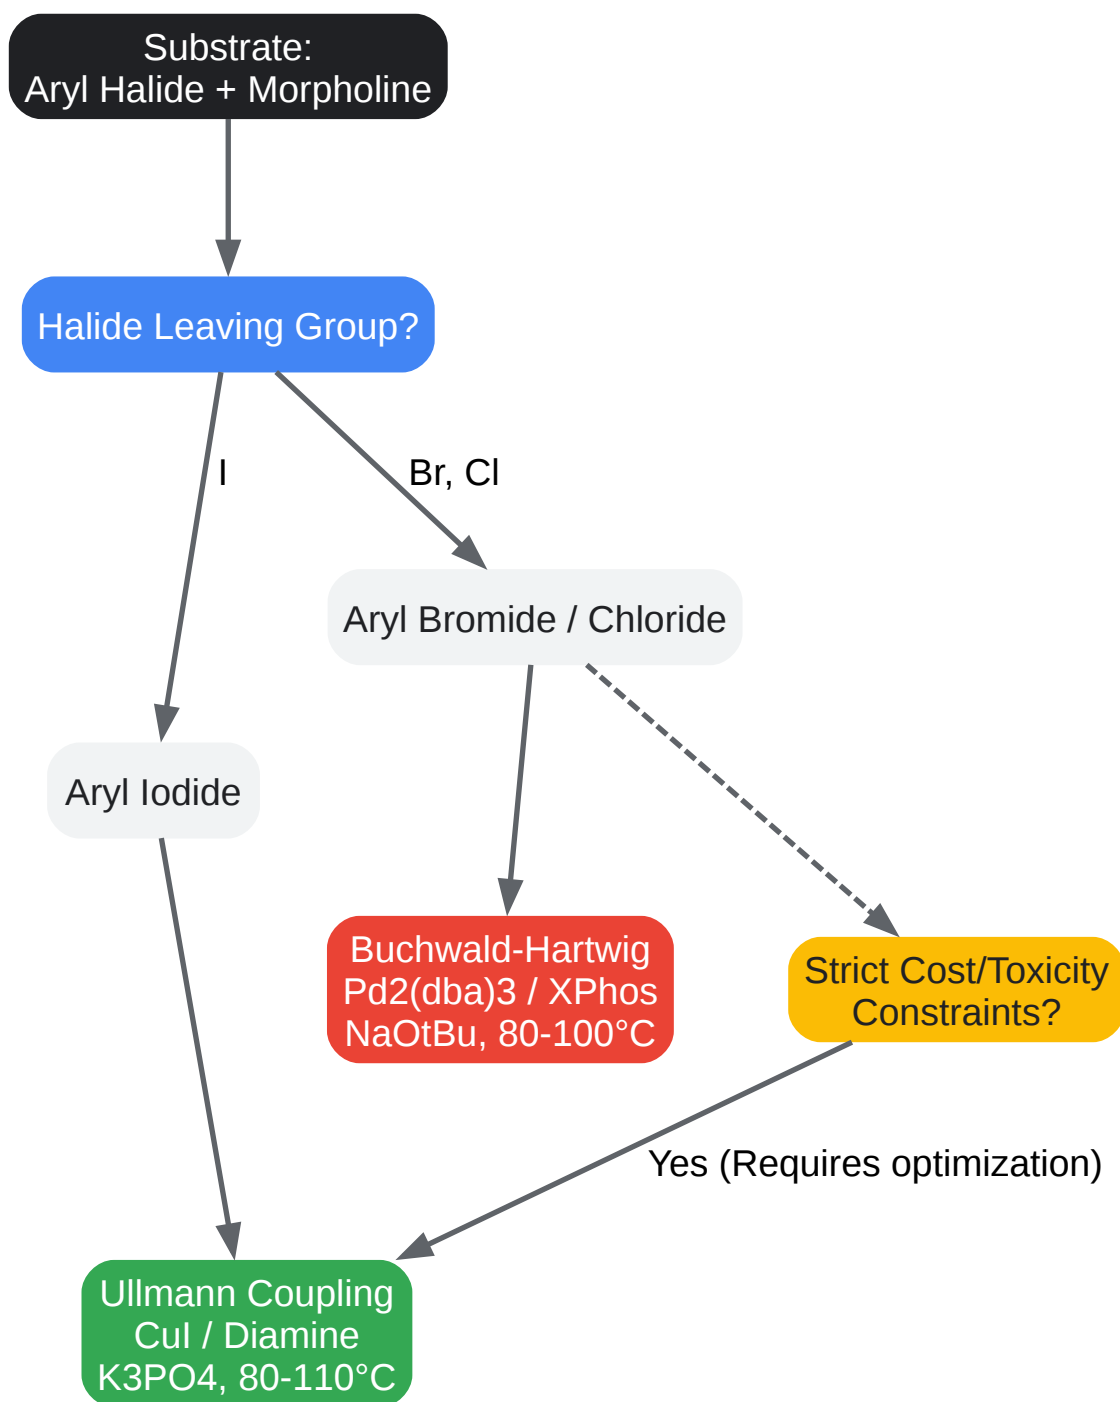 Substrate:
Aryl Halide + Morpholine
Halide Leaving Group?
I
Br, Cl
Aryl Bromide / Chloride
Aryl Iodide
Buchwald-Hartwig
Pd2(dba)3 / XPhos
NaOtBu, 80-100°C
Strict Cost/Toxicity
Constraints?
Yes (Requires optimization)
Ullmann Coupling
CuI / Diamine
K3PO4, 80-110°C